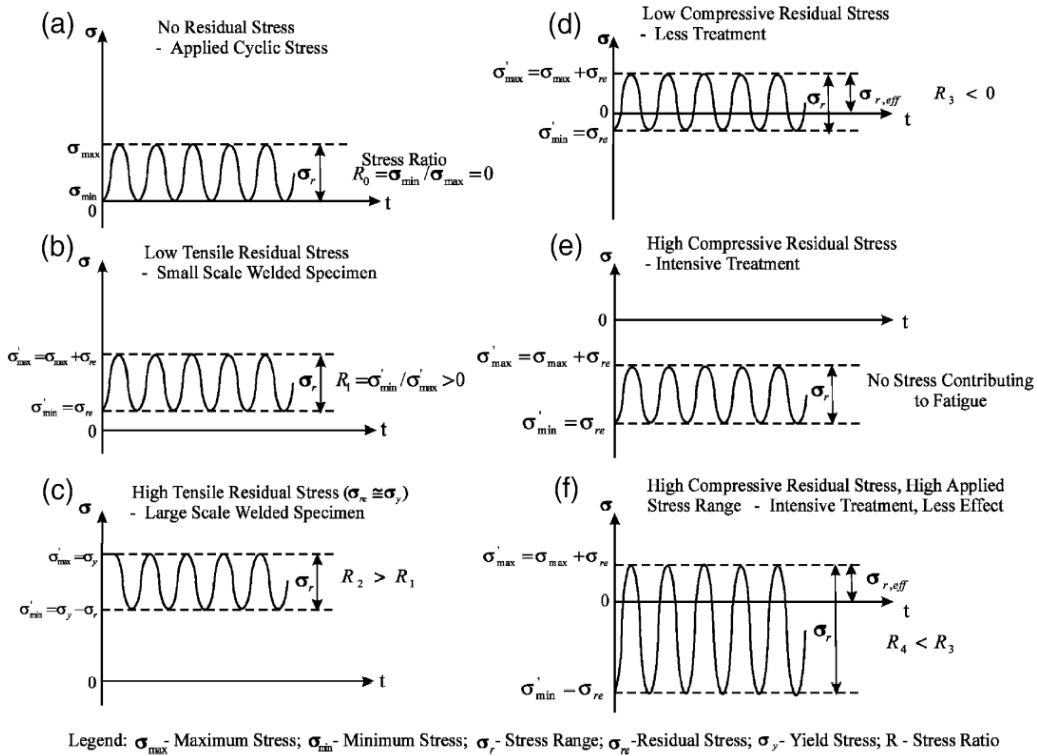 (a)
No Residual Stress
- Applied Cyclic Stress
σ
σmax
σmin
0
σr
t
Stress Ratio
R0 = σmin/σmax = 0
(b)
Low Tensile Residual Stress
- Small Scale Welded Specimen
σ
σ'max = σmax + σre
σ'min = σre
0
σr
R1 = σ'min/σ'max > 0
t
(c)
High Tensile Residual Stress (σre ≅ σy)
- Large Scale Welded Specimen
σ
σ'max = σy
σ'min = σy – σr
0
σr
R2 > R1
t
(d)
Low Compressive Residual Stress
- Less Treatment
σ
σ'max = σmax + σre
0
σ'min = σre
σr
σr,eff
R3 < 0
t
(e)
High Compressive Residual Stress
- Intensive Treatment
σ
0
t
σ'max = σmax + σre
σ'min = σre
σr
No Stress Contributing
to Fatigue
(f)
High Compressive Residual Stress, High Applied
Stress Range - Intensive Treatment, Less Effect
σ
σ'max = σmax + σre
0
σ'min – σre
σr
σr,eff
t
R4 < R3
Legend: σmax- Maximum Stress; σmin- Minimum Stress; σr- Stress Range; σre-Residual Stress; σy- Yield Stress; R - Stress Ratio